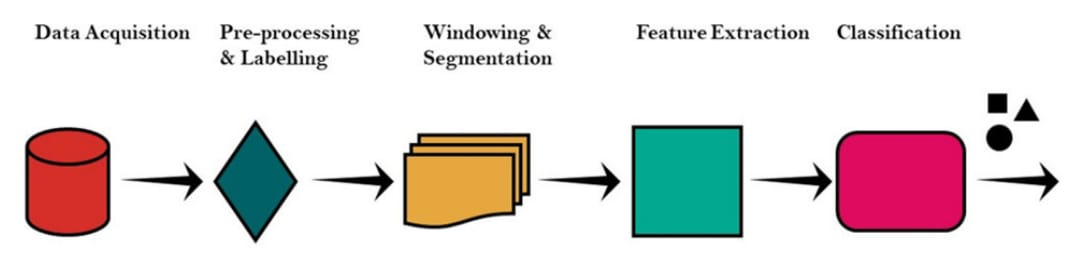 Data Acquisition
Pre-processing
& Labelling
Windowing &
Segmentation
Feature Extraction
Classification